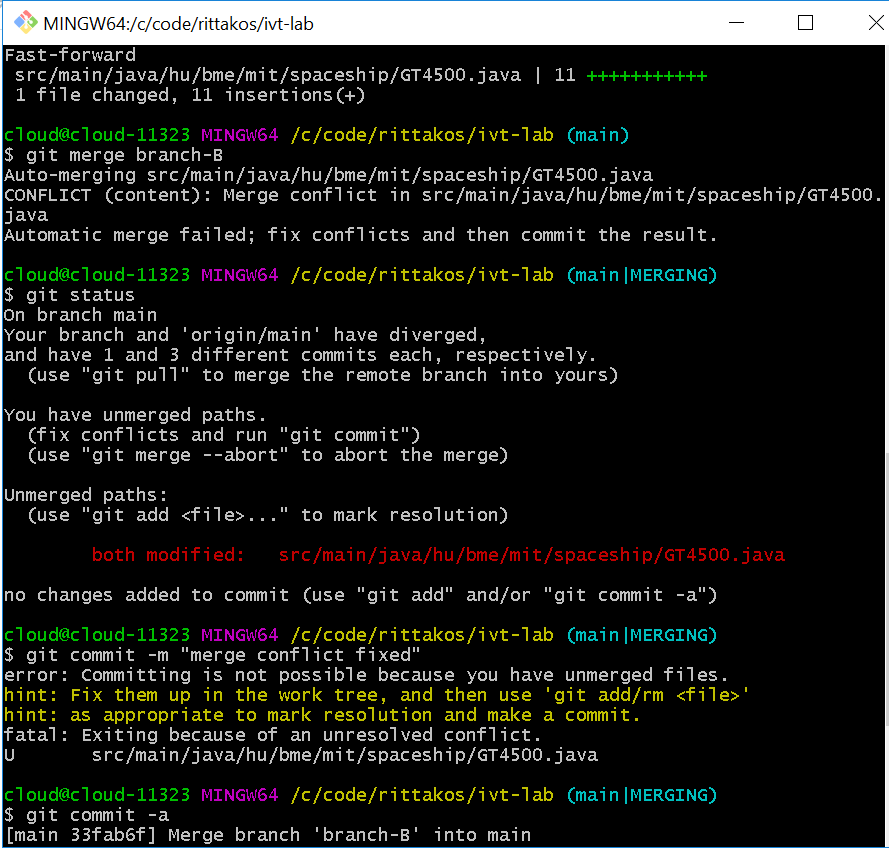 MINGW64:/c/code/rittakos/ivt-lab
Fast-forward
 src/main/java/hu/bme/mit/spaceship/GT4500.java | 11 +++++++++++
 1 file changed, 11 insertions(+)

cloud@cloud-11323 MINGW64 /c/code/rittakos/ivt-lab (main)
$ git merge branch-B
Auto-merging src/main/java/hu/bme/mit/spaceship/GT4500.java
CONFLICT (content): Merge conflict in src/main/java/hu/bme/mit/spaceship/GT4500.
java
Automatic merge failed; fix conflicts and then commit the result.

cloud@cloud-11323 MINGW64 /c/code/rittakos/ivt-lab (main|MERGING)
$ git status
On branch main
Your branch and 'origin/main' have diverged,
and have 1 and 3 different commits each, respectively.
  (use "git pull" to merge the remote branch into yours)

You have unmerged paths.
  (fix conflicts and run "git commit")
  (use "git merge --abort" to abort the merge)

Unmerged paths:
  (use "git add <file>..." to mark resolution)

        both modified:   src/main/java/hu/bme/mit/spaceship/GT4500.java

no changes added to commit (use "git add" and/or "git commit -a")

cloud@cloud-11323 MINGW64 /c/code/rittakos/ivt-lab (main|MERGING)
$ git commit -m "merge conflict fixed"
error: Committing is not possible because you have unmerged files.
hint: Fix them up in the work tree, and then use 'git add/rm <file>'
hint: as appropriate to mark resolution and make a commit.
fatal: Exiting because of an unresolved conflict.
U       src/main/java/hu/bme/mit/spaceship/GT4500.java

cloud@cloud-11323 MINGW64 /c/code/rittakos/ivt-lab (main|MERGING)
$ git commit -a
[main 33fab6f] Merge branch 'branch-B' into main